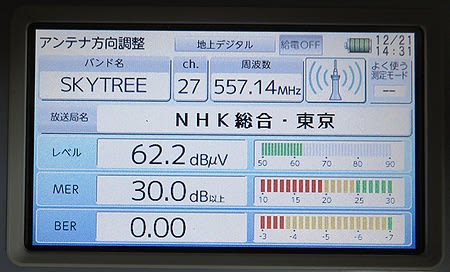 アンテナ方向調整 地上デジタル 給電OFF 12/21
14:31
バンド名 ch. 周波数 よく使う
測定モード
SKYTREE 27 557.14MHz ---
放送局名 NHK総合・東京
レベル 62.2dBμV 50 60 70 80 90
MER 30.0dB以上 10 15 20 25 30
BER 0.00 -3 -4 -5 -6 -7